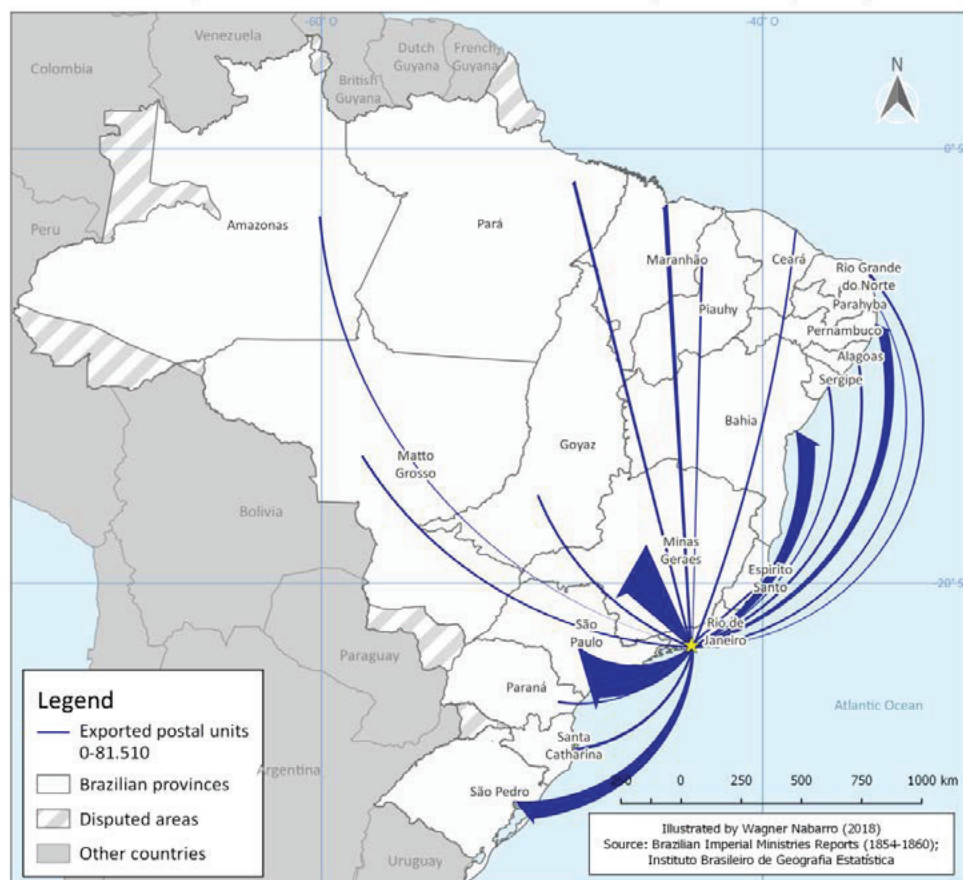 -60° O
-40° O
Venezuela
Colombia
Dutch
Guyana
Frenchy
Guyana
British
Guyana
N
Peru
Amazonas
Pará
Maranhão
Ceará
Rio Grande
do Norte
Piauhy
Parahyba
Pernambuco
Alagoas
Sergipe
Bahia
Goyaz
Matto
Grosso
Bolivia
Minas
Geraes
Espirito
Santo
-20° S
São
Paulo
Rio de
Janeiro
Paraguay
Paraná
Santa
Catharina
Atlantic Ocean
Argentina
São Pedro
Uruguay
0
250
500
750
1000 km
Legend
Exported postal units
0-81.510
Brazilian provinces
Disputed areas
Other countries
Illustrated by Wagner Nabarro (2018)
Source: Brazilian Imperial Ministries Reports (1854-1860);
Instituto Brasileiro de Geografia Estatística